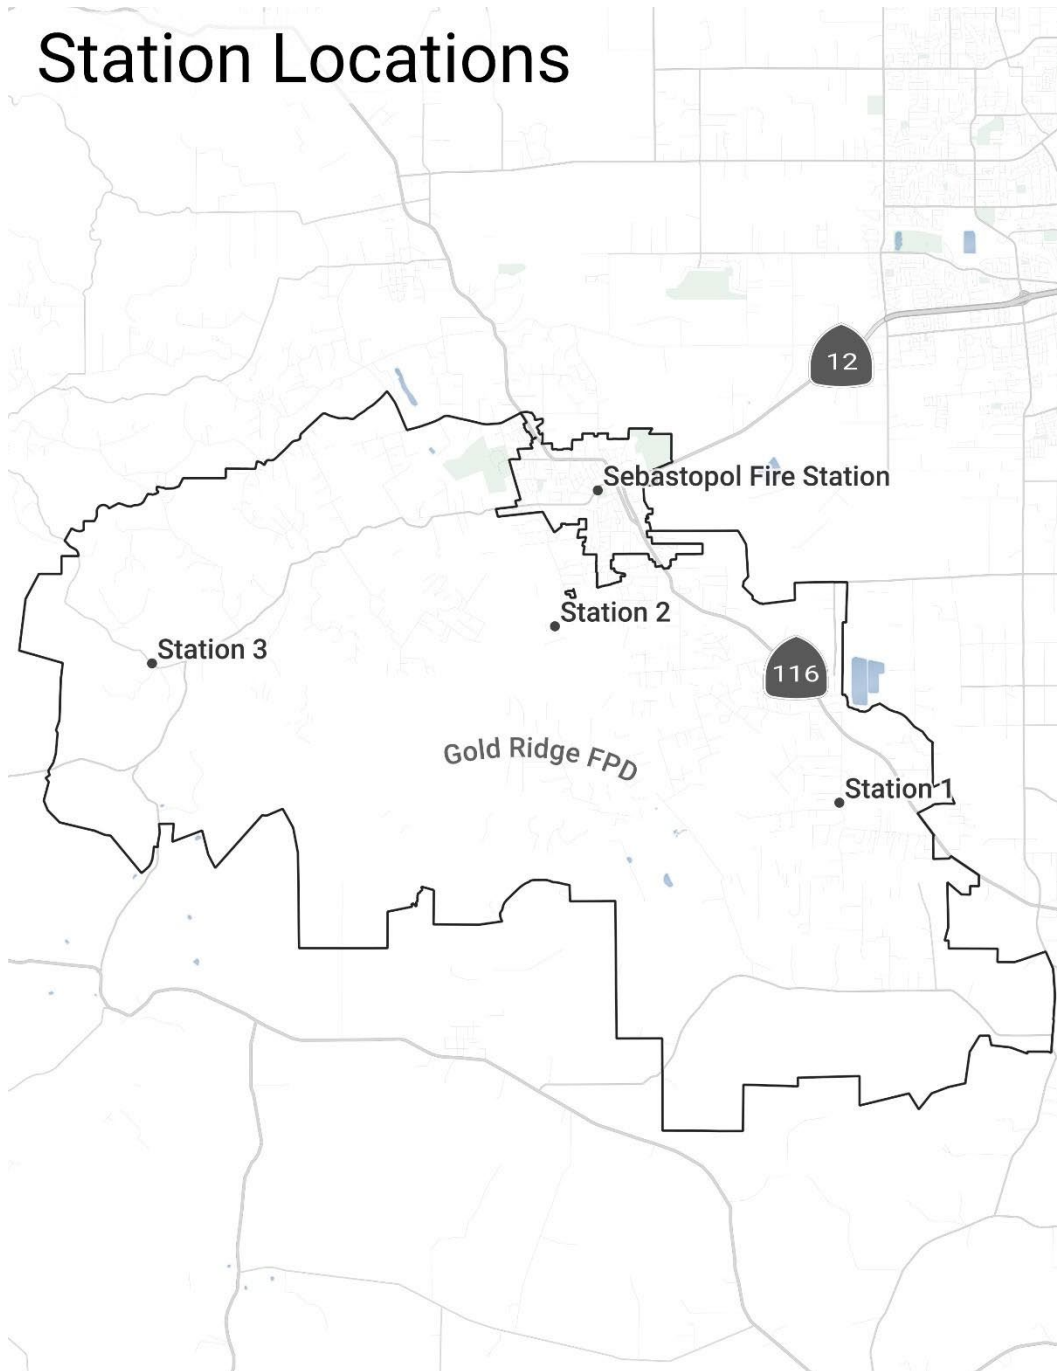 Station Locations
12
Sebastopol Fire Station
Station 2
Station 3
116
Gold Ridge FPD
Station 1